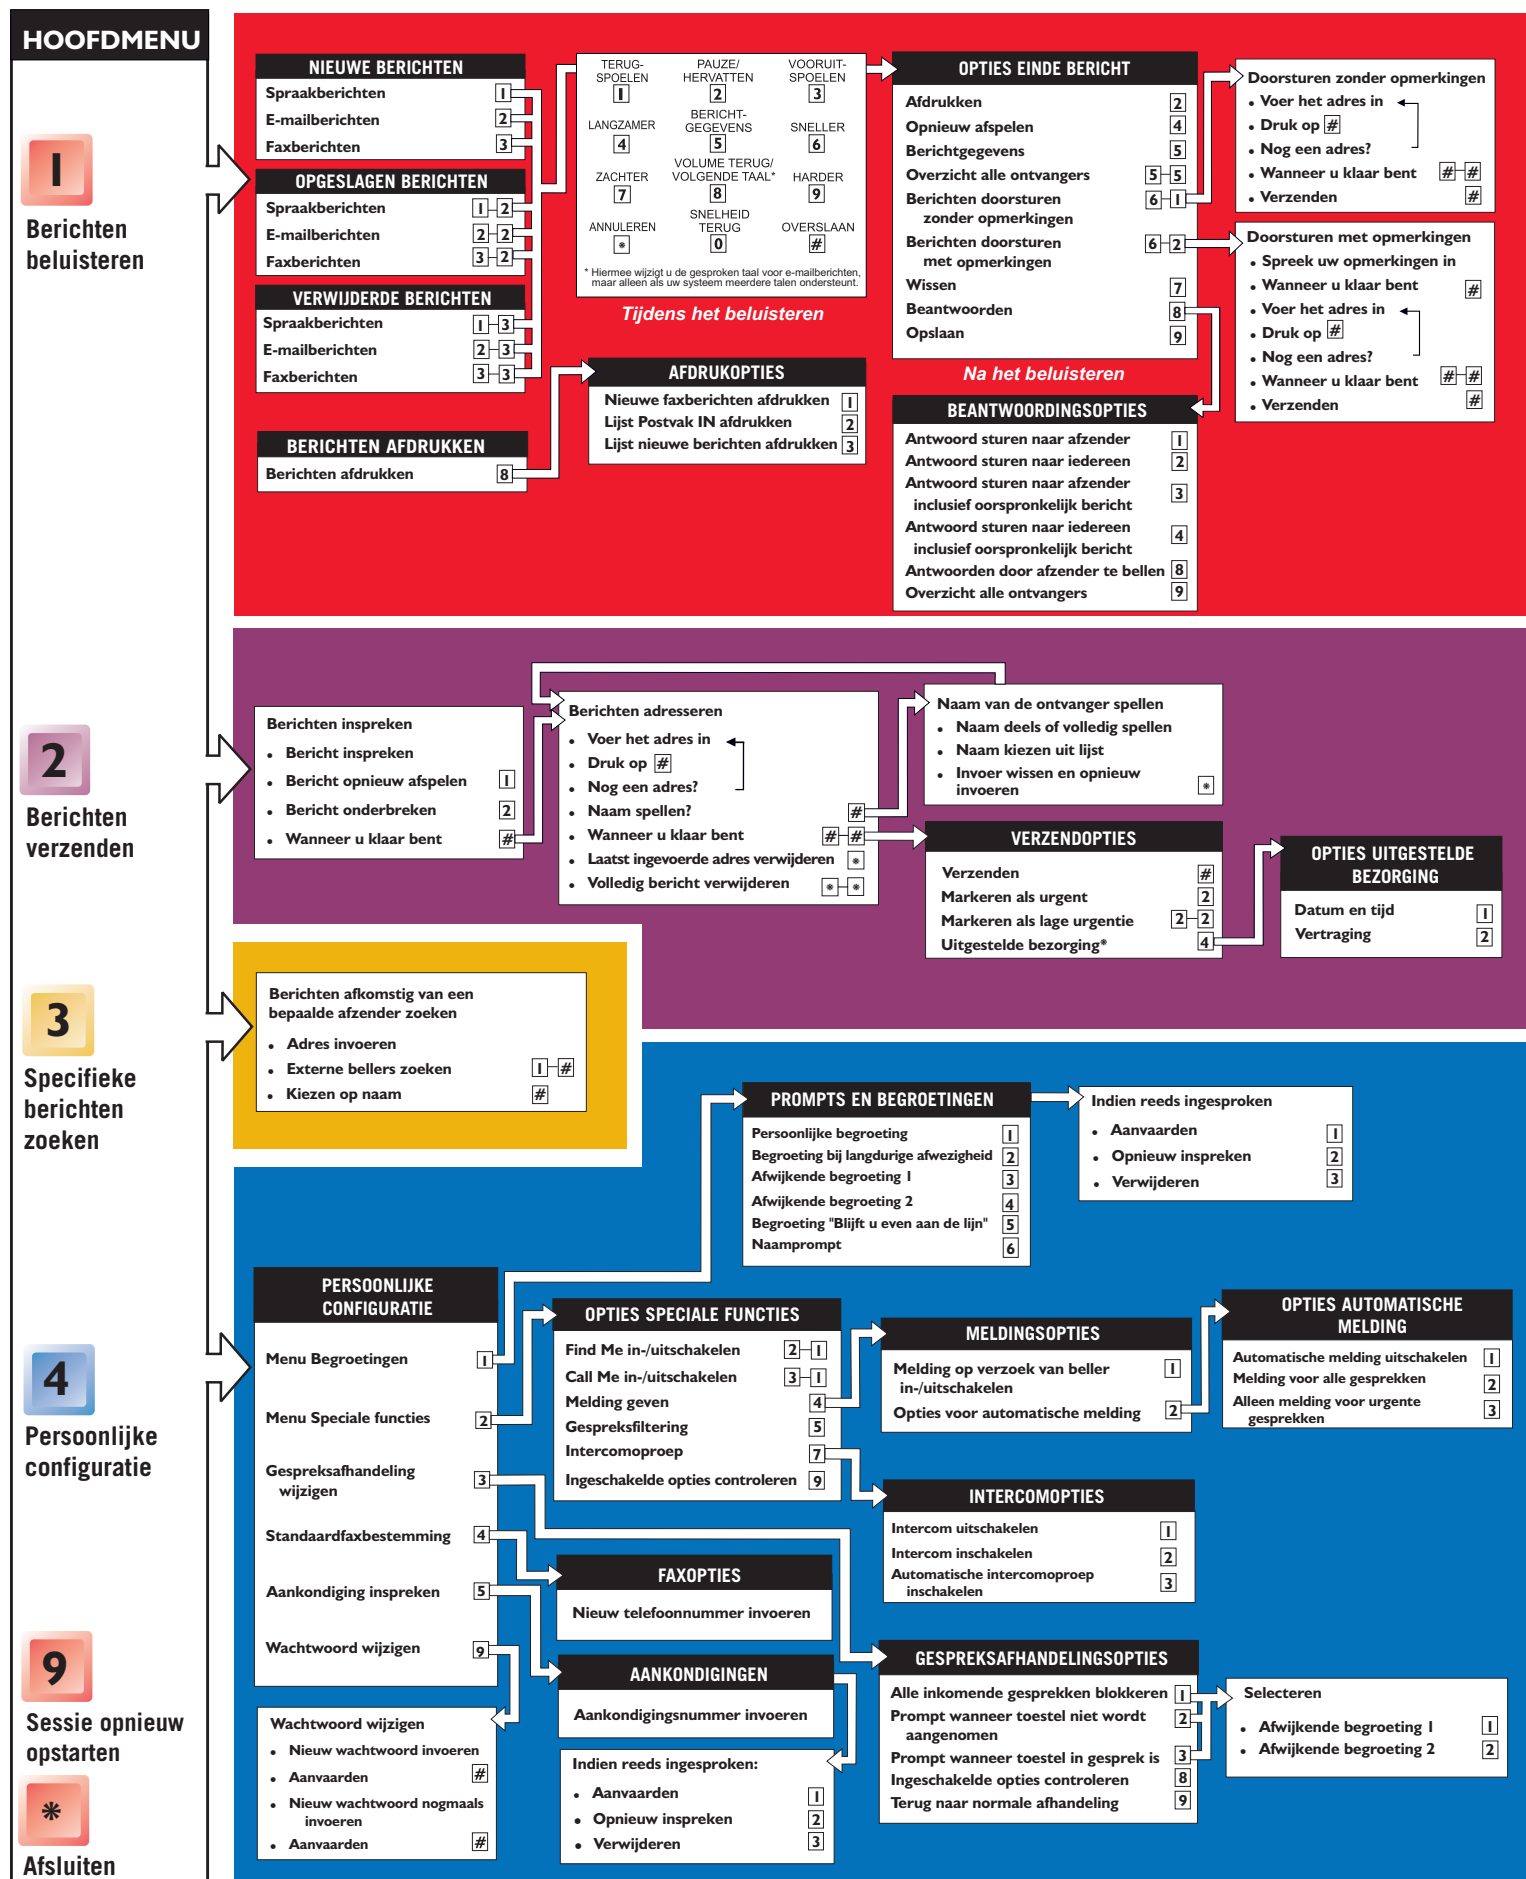 HOOFDMENU
1
Berichten
beluisteren
2
Berichten
verzenden
3
Specifieke
berichten
zoeken
4
Persoonlijke
configuratie
9
Sessie opnieuw
opstarten
*
Afsluiten
NIEUWE BERICHTEN
Spraakberichten 1
E-mailberichten 2
Faxberichten 3
OPGESLAGEN BERICHTEN
Spraakberichten 1-2
E-mailberichten 2-2
Faxberichten 3-2
VERWIJDERDE BERICHTEN
Spraakberichten 1-3
E-mailberichten 2-3
Faxberichten 3-3
BERICHTEN AFDRUKKEN
Berichten afdrukken 8
TERUG-
SPOELEN
1
PAUZE/
HERVATTEN
2
VOORUIT-
SPOELEN
3
LANGZAMER
4
BERICHT-
GEGEVENS
5
SNELLER
6
ZACHTER
7
VOLUME TERUG/
VOLGENDE TAAL*
8
HARDER
9
ANNULEREN
*
SNELHEID
TERUG
0
OVERSLAAN
#
* Hiermee wijzigt u de gesproken taal voor e-mailberichten,
maar alleen als uw systeem meerdere talen ondersteunt.
Tijdens het beluisteren
AFDRUKOPTIES
Nieuwe faxberichten afdrukken 1
Lijst Postvak IN afdrukken 2
Lijst nieuwe berichten afdrukken 3
OPTIES EINDE BERICHT
Afdrukken 2
Opnieuw afspelen 4
Berichtgegevens 5
Overzicht alle ontvangers 5-5
Berichten doorsturen 6-1
zonder opmerkingen
Berichten doorsturen 6-2
met opmerkingen
Wissen 7
Beantwoorden 8
Opslaan 9
Na het beluisteren
BEANTWOORDINGSOPTIES
Antwoord sturen naar afzender 1
Antwoord sturen naar iedereen 2
Antwoord sturen naar afzender
inclusief oorspronkelijk bericht 3
Antwoord sturen naar iedereen
inclusief oorspronkelijk bericht 4
Antwoorden door afzender te bellen 8
Overzicht alle ontvangers 9
Doorsturen zonder opmerkingen
• Voer het adres in
• Druk op #
• Nog een adres?
• Wanneer u klaar bent #-#
• Verzenden #
Doorsturen met opmerkingen
• Spreek uw opmerkingen in
• Wanneer u klaar bent #
• Voer het adres in
• Druk op #
• Nog een adres?
• Wanneer u klaar bent #-#
• Verzenden #
Berichten inspreken
• Bericht inspreken
• Bericht opnieuw afspelen 1
• Bericht onderbreken 2
• Wanneer u klaar bent #
Berichten adresseren
• Voer het adres in
• Druk op #
• Nog een adres?
• Naam spellen? #
• Wanneer u klaar bent #-#
• Laatst ingevoerde adres verwijderen *
• Volledig bericht verwijderen *-*
Naam van de ontvanger spellen
• Naam deels of volledig spellen
• Naam kiezen uit lijst
• Invoer wissen en opnieuw
invoeren *
VERZENDOPTIES
Verzenden #
Markeren als urgent 2
Markeren als lage urgentie 2-2
Uitgestelde bezorging* 4
OPTIES UITGESTELDE
BEZORGING
Datum en tijd 1
Vertraging 2
Berichten afkomstig van een
bepaalde afzender zoeken
• Adres invoeren
• Externe bellers zoeken 1-#
• Kiezen op naam #
PERSOONLIJKE
CONFIGURATIE
Menu Begroetingen 1
Menu Speciale functies 2
Gespreksafhandeling
wijzigen 3
Standaardfaxbestemming 4
Aankondiging inspreken 5
Wachtwoord wijzigen 9
PROMPTS EN BEGROETINGEN
Persoonlijke begroeting 1
Begroeting bij langdurige afwezigheid 2
Afwijkende begroeting 1 3
Afwijkende begroeting 2 4
Begroeting "Blijft u even aan de lijn" 5
Naamprompt 6
Indien reeds ingesproken
• Aanvaarden 1
• Opnieuw inspreken 2
• Verwijderen 3
OPTIES SPECIALE FUNCTIES
Find Me in-/uitschakelen 2-1
Call Me in-/uitschakelen 3-1
Melding geven 4
Gespreksfiltering 5
Intercomoproep 7
Ingeschakelde opties controleren 9
MELDINGSOPTIES
Melding op verzoek van beller 1
in-/uitschakelen
Opties voor automatische melding 2
OPTIES AUTOMATISCHE
MELDING
Automatische melding uitschakelen 1
Melding voor alle gesprekken 2
Alleen melding voor urgente
gesprekken 3
INTERCOMOPTIES
Intercom uitschakelen 1
Intercom inschakelen 2
Automatische intercomoproep
inschakelen 3
FAXOPTIES
Nieuw telefoonnummer invoeren
AANKONDIGINGEN
Aankondigingsnummer invoeren
Indien reeds ingesproken:
• Aanvaarden 1
• Opnieuw inspreken 2
• Verwijderen 3
Wachtwoord wijzigen
• Nieuw wachtwoord invoeren
• Aanvaarden #
• Nieuw wachtwoord nogmaals
invoeren
• Aanvaarden #
GESPREKSAFHANDELINGSOPTIES
Alle inkomende gesprekken blokkeren 1
Prompt wanneer toestel niet wordt 2
aangenomen
Prompt wanneer toestel in gesprek is 3
Ingeschakelde opties controleren 8
Terug naar normale afhandeling 9
Selecteren
• Afwijkende begroeting 1 1
• Afwijkende begroeting 2 2